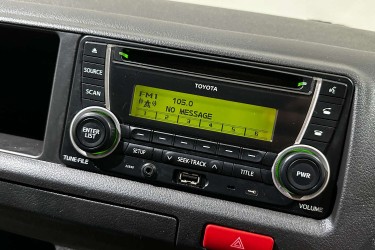 TOYOTA
SOURCE
SCAN
FM1
105.0
NO MESSAGE
1 2 3 4 5 6
ENTER
LIST
TUNE·FILE
SETUP
SEEK·TRACK
TITLE
AUDIO
PWR
VOLUME